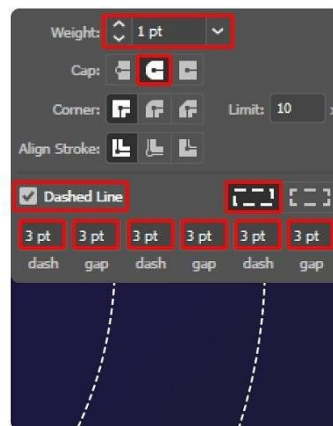 Weight: 1 pt
Cap:
Corner: Limit: 10
Align Stroke:
Dashed Line
3 pt 3 pt 3 pt 3 pt 3 pt 3 pt
dash gap dash gap dash gap